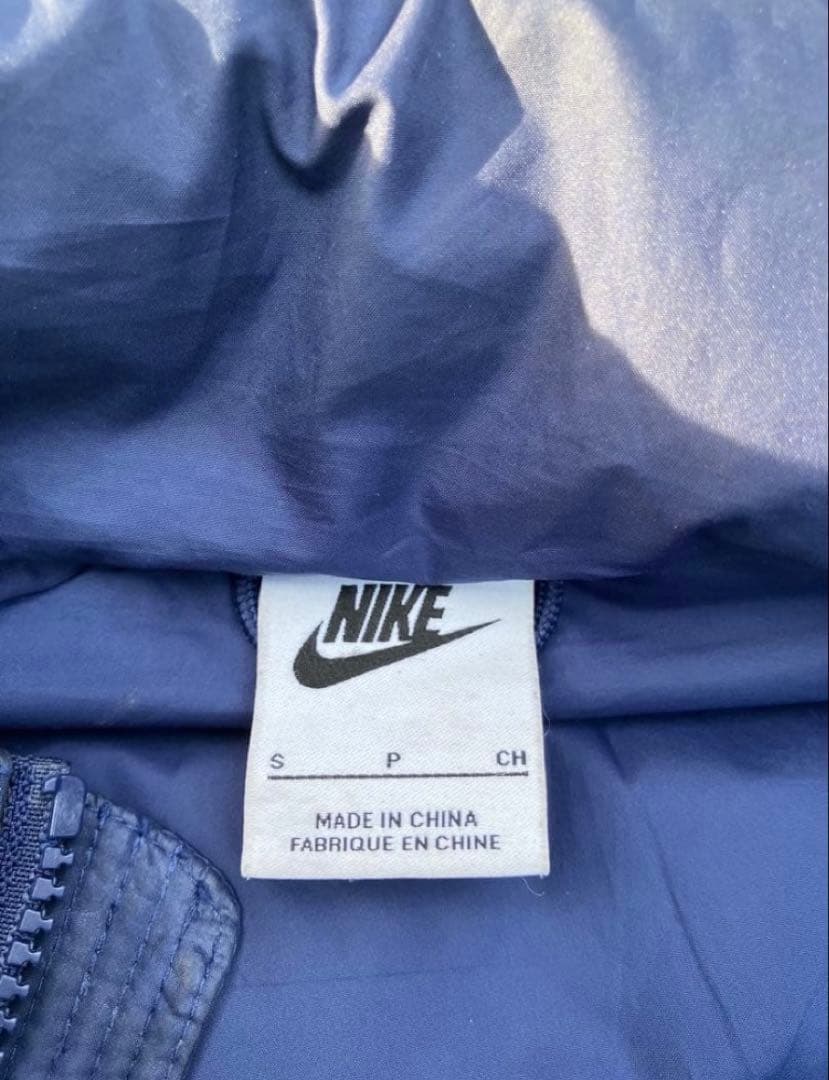 NIKE
S P CH
MADE IN CHINA
FABRIQUE EN CHINE